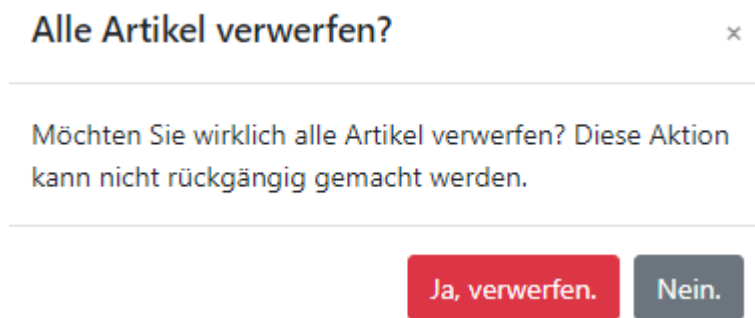 Alle Artikel verwerfen?
×
Möchten Sie wirklich alle Artikel verwerfen? Diese Aktion
kann nicht rückgängig gemacht werden.
Ja, verwerfen. Nein.